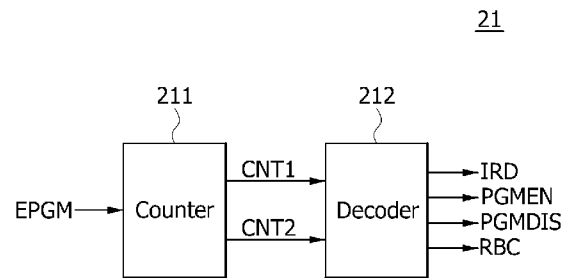 21
211
212
CNT1
IRD
PGMEN
EPGM
Counter
Decoder
PGMDIS
CNT2
RBC